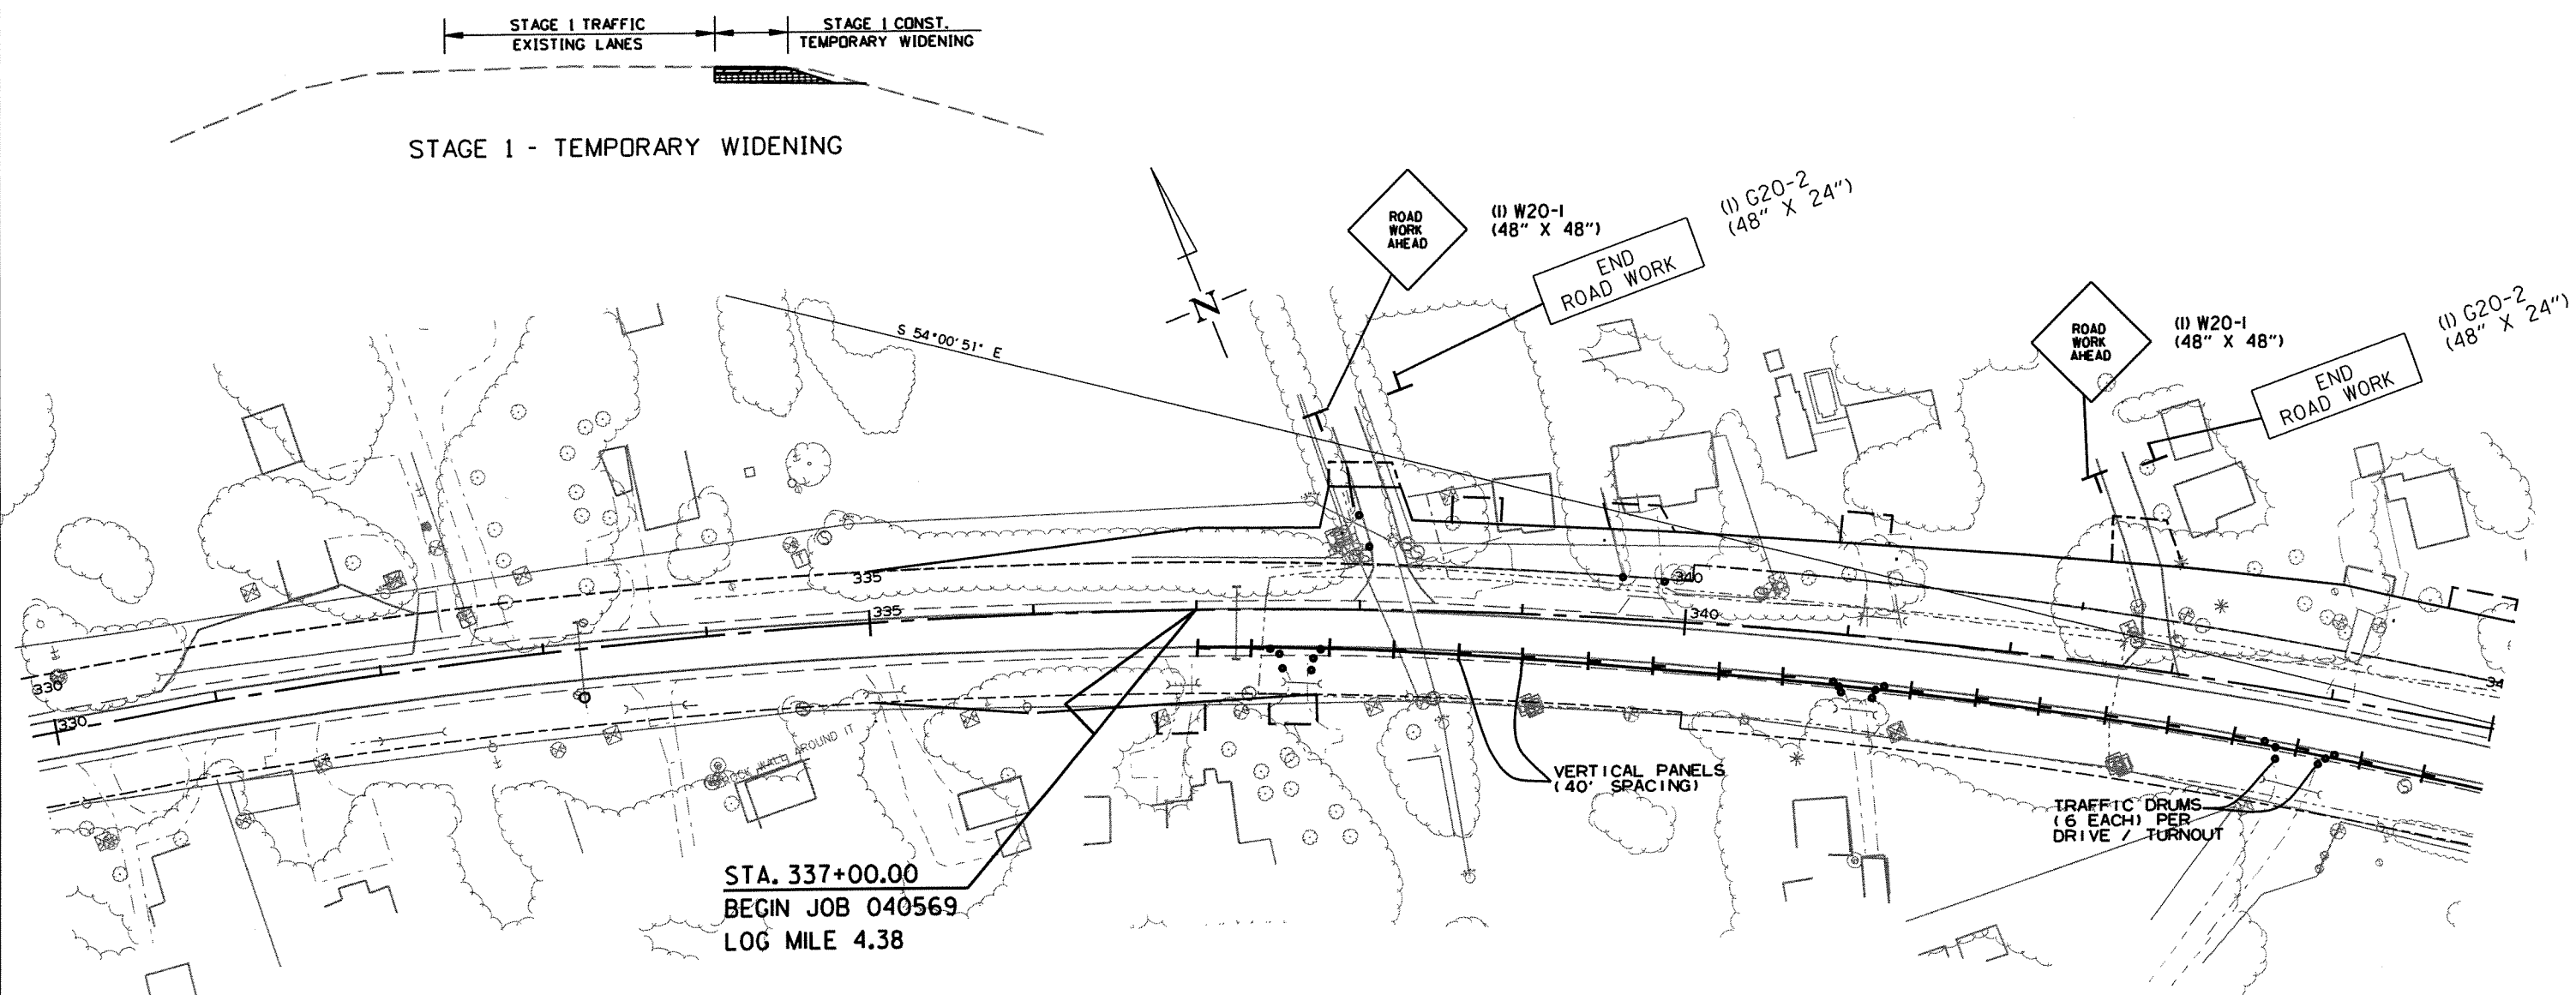 STAGE 1 TRAFFIC
EXISTING LANES
STAGE 1 CONST.
TEMPORARY WIDENING
STAGE 1 - TEMPORARY WIDENING
ROAD
WORK
AHEAD
(1) W20-1
(48" X 48")
END
ROAD WORK
(1) G20-2
(48" X 24")
N
S 54°00'51" E
ROAD
WORK
AHEAD
(1) W20-1
(48" X 48")
END
ROAD WORK
(1) G20-2
(48" X 24")
335
340
335
340
330
330
34
WALL AROUND IT
VERTICAL PANELS
(40' SPACING)
TRAFFIC DRUMS
(6 EACH) PER
DRIVE / TURNOUT
STA. 337+00.00
BEGIN JOB 040569
LOG MILE 4.38